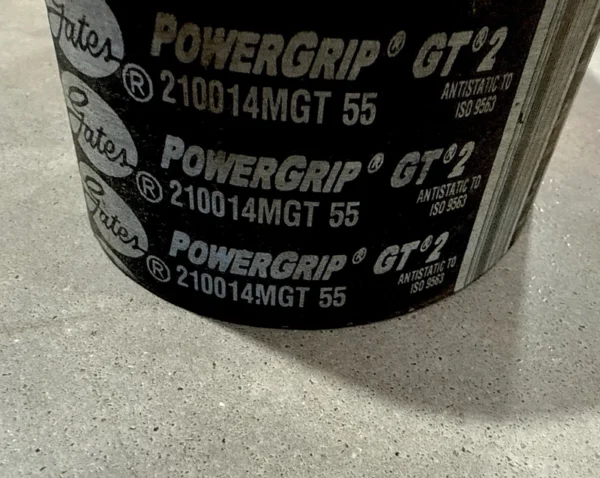 Gates ® POWERGRIP® GT®2
210014MGT 55
ANTISTATIC TO
ISO 9563
Gates ® POWERGRIP® GT®2
210014MGT 55
ANTISTATIC TO
ISO 9563
Gates ® POWERGRIP® GT®2
210014MGT 55
ANTISTATIC TO
ISO 9563